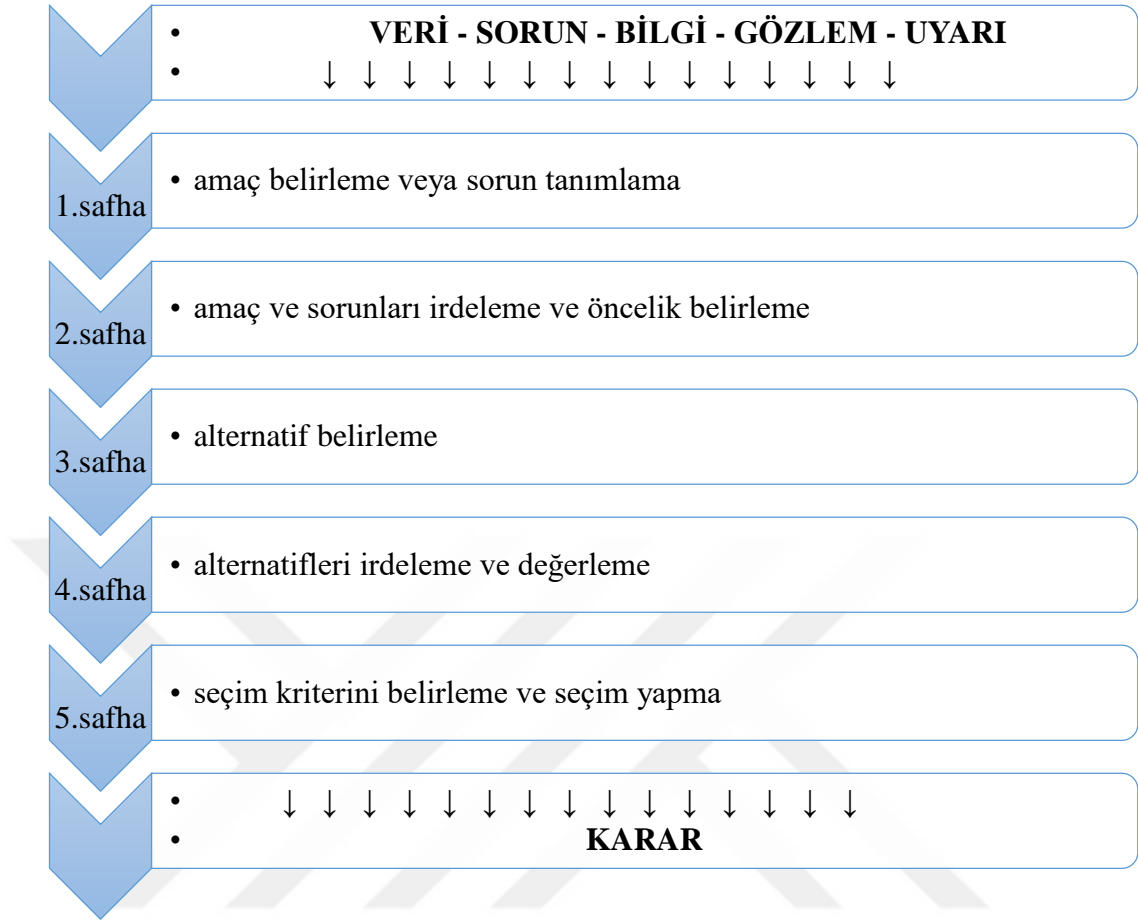 • VERİ - SORUN - BİLGİ - GÖZLEM - UYARI
• ↓ ↓ ↓ ↓ ↓ ↓ ↓ ↓ ↓ ↓ ↓ ↓ ↓ ↓ ↓
1.safha
• amaç belirleme veya sorun tanımlama
2.safha
• amaç ve sorunları irdeleme ve öncelik belirleme
3.safha
• alternatif belirleme
4.safha
• alternatifleri irdeleme ve değerleme
5.safha
• seçim kriterini belirleme ve seçim yapma
• ↓ ↓ ↓ ↓ ↓ ↓ ↓ ↓ ↓ ↓ ↓ ↓ ↓ ↓ ↓
• KARAR